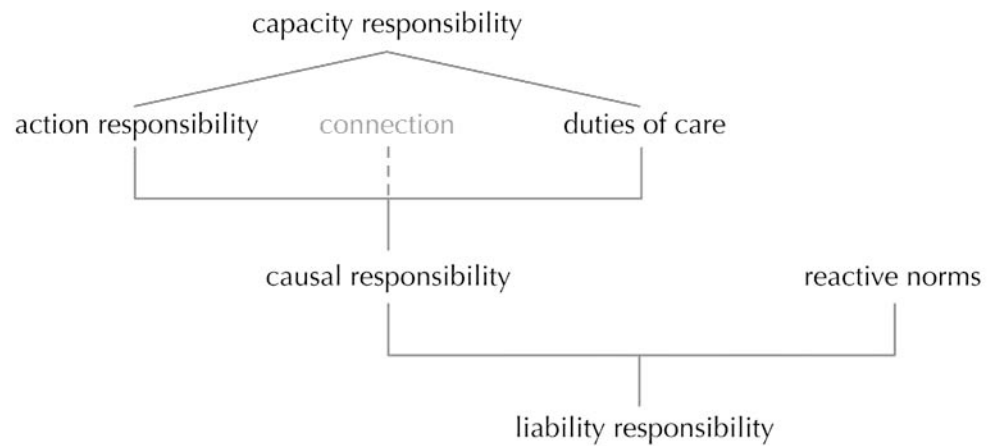 capacity responsibility
action responsibility connection duties of care
causal responsibility reactive norms
liability responsibility